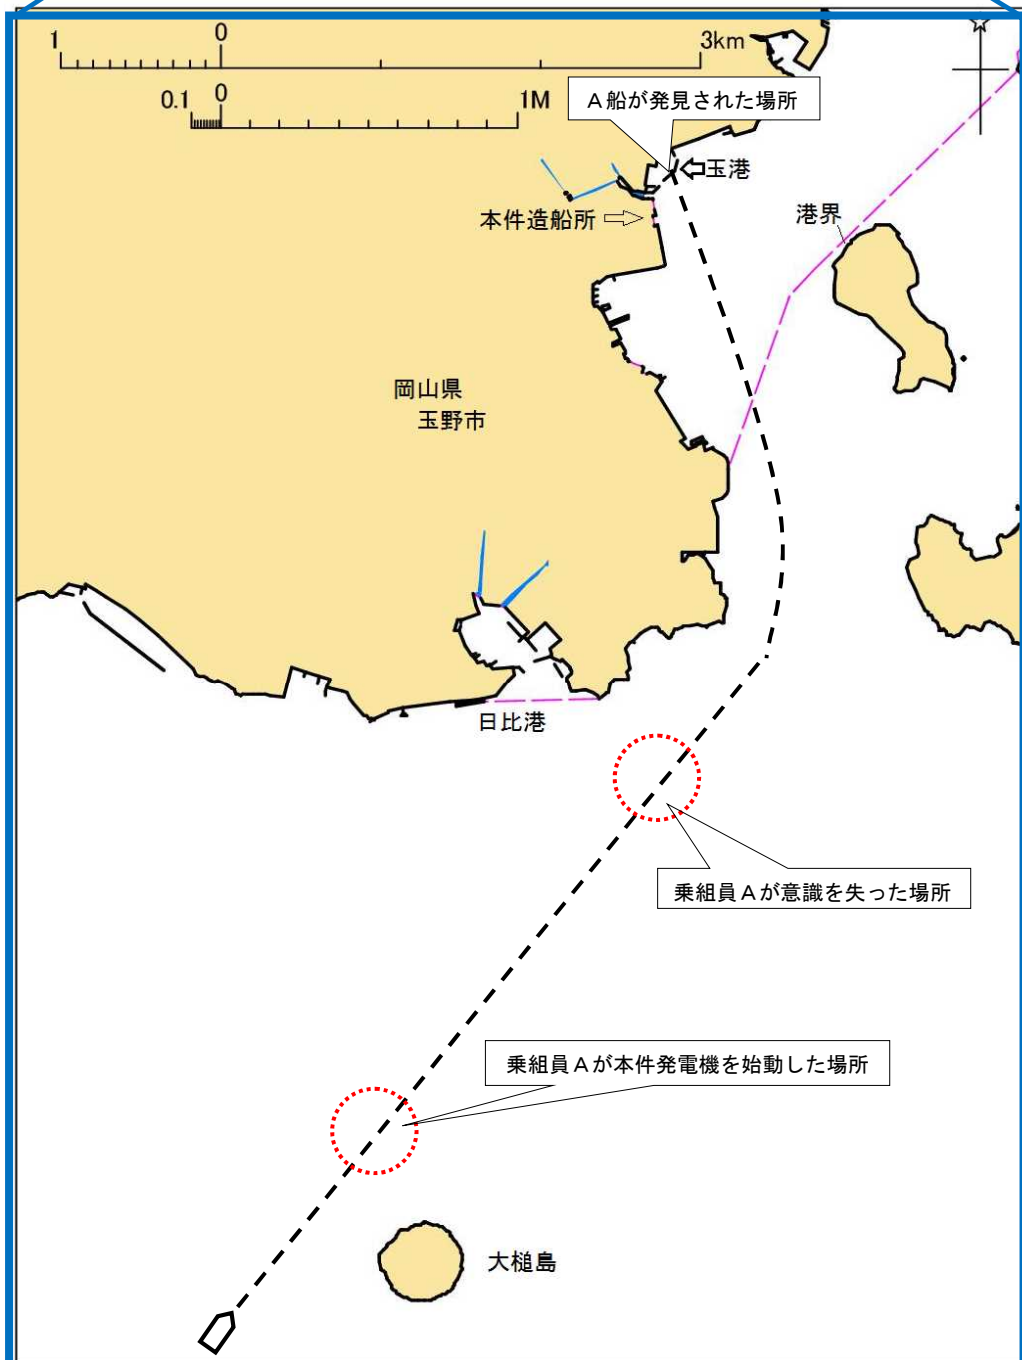 1 0 3km
0.1 0 1M
A船が発見された場所
玉港
本件造船所
港界
岡山県
玉野市
日比港
乗組員Aが意識を失った場所
乗組員Aが本件発電機を始動した場所
大槌島